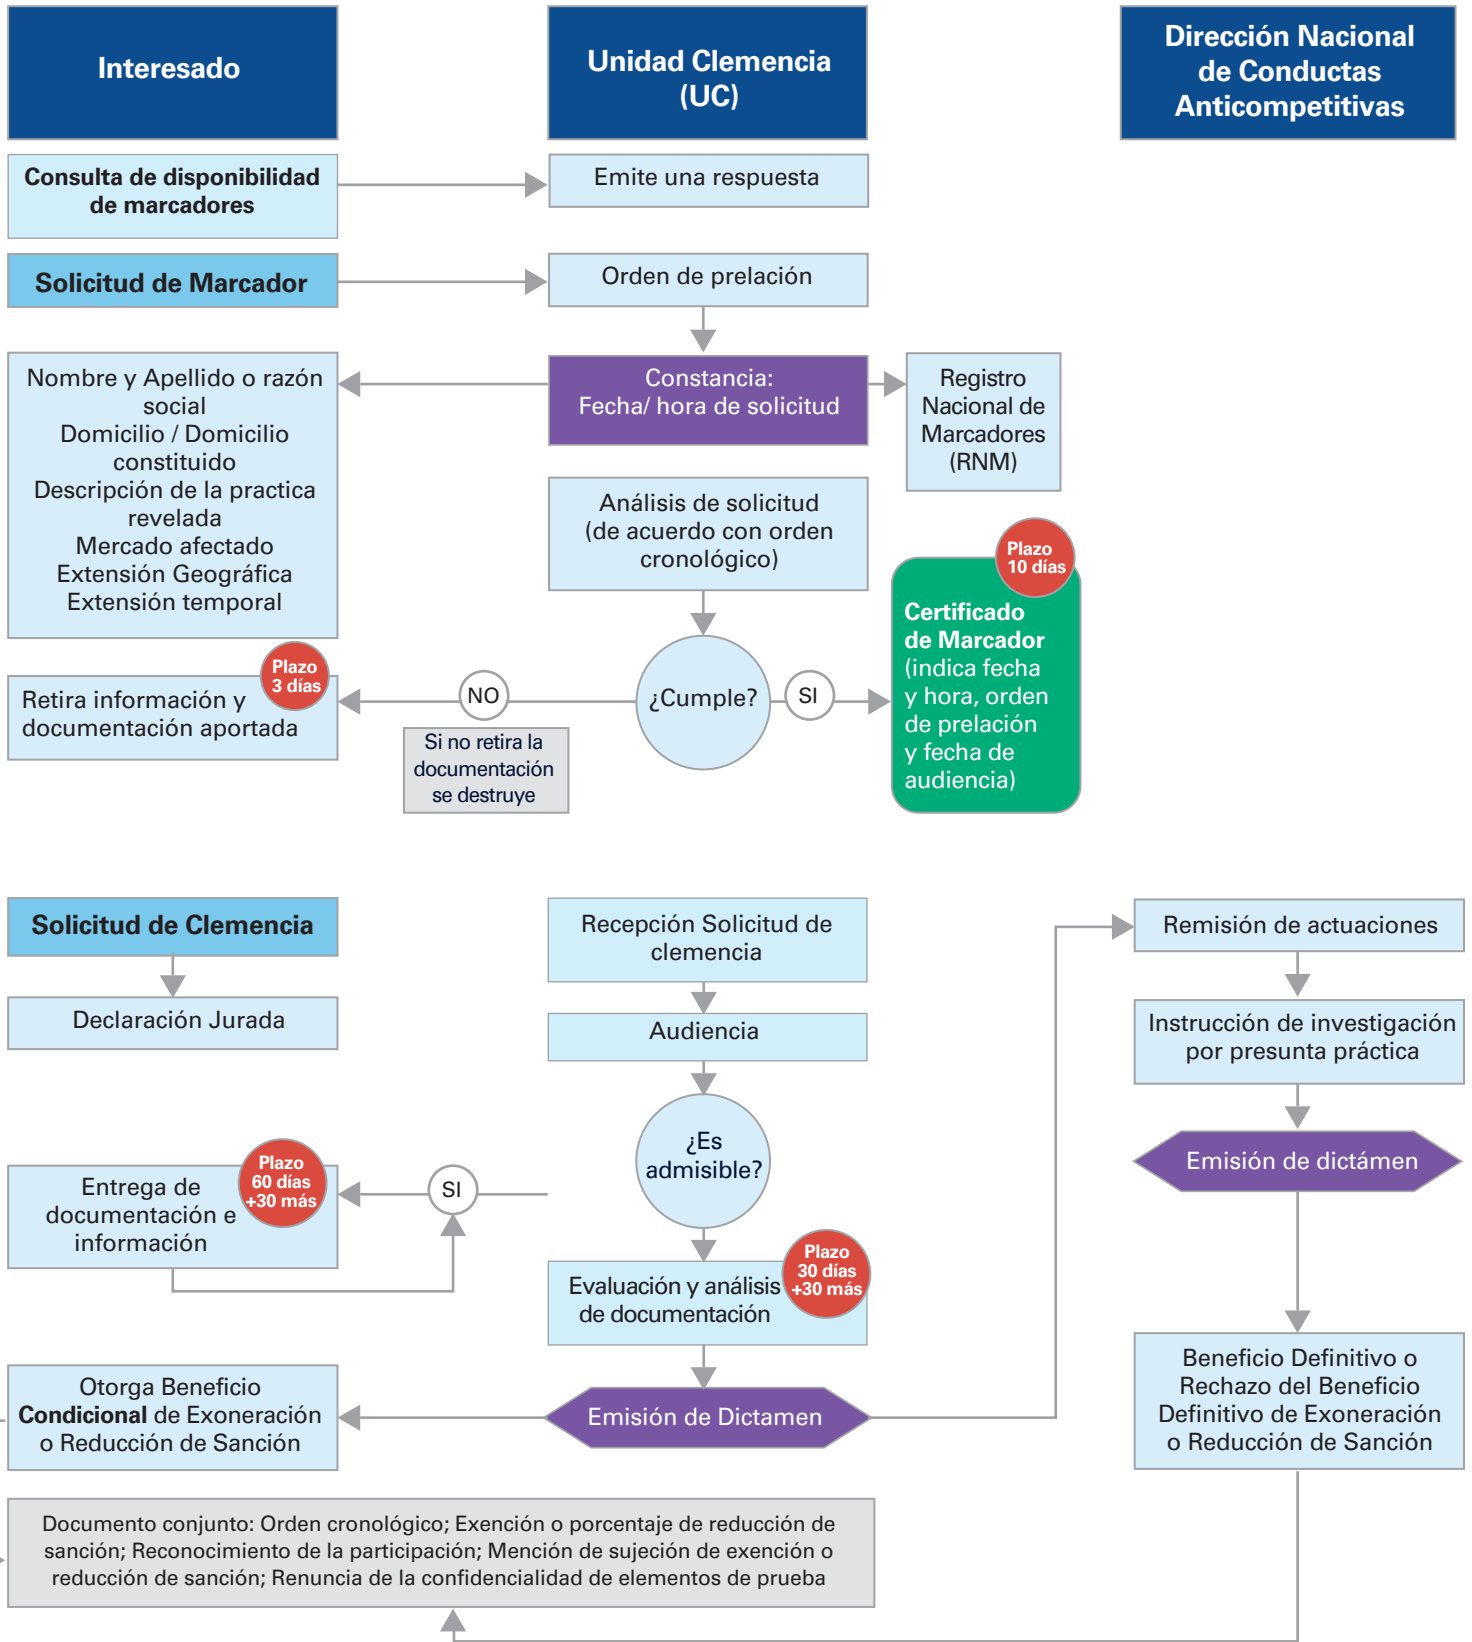 Interesado
Unidad Clemencia
(UC)
Dirección Nacional
de Conductas
Anticompetitivas
Consulta de disponibilidad
de marcadores
Emite una respuesta
Solicitud de Marcador
Orden de prelación
Nombre y Apellido o razón
social
Domicilio / Domicilio
constituido
Descripción de la practica
revelada
Mercado afectado
Extensión Geográfica
Extensión temporal
Constancia:
Fecha/ hora de solicitud
Registro
Nacional de
Marcadores
(RNM)
Análisis de solicitud
(de acuerdo con orden
cronológico)
Plazo
10 días
Certificado
de Marcador
(indica fecha
y hora, orden
de prelación
y fecha de
audiencia)
Plazo
3 días
Retira información y
documentación aportada
NO
¿Cumple?
SI
Si no retira la
documentación
se destruye
Solicitud de Clemencia
Recepción Solicitud de
clemencia
Remisión de actuaciones
Declaración Jurada
Audiencia
Instrucción de investigación
por presunta práctica
¿Es
admisible?
Emisión de dictámen
Plazo
60 días
+30 más
Entrega de
documentación e
información
SI
Plazo
30 días
+30 más
Evaluación y análisis
de documentación
Otorga Beneficio
Condicional de Exoneración
o Reducción de Sanción
Emisión de Dictamen
Beneficio Definitivo o
Rechazo del Beneficio
Definitivo de Exoneración
o Reducción de Sanción
Documento conjunto: Orden cronológico; Exención o porcentaje de reducción de
sanción; Reconocimiento de la participación; Mención de sujeción de exención o
reducción de sanción; Renuncia de la confidencialidad de elementos de prueba